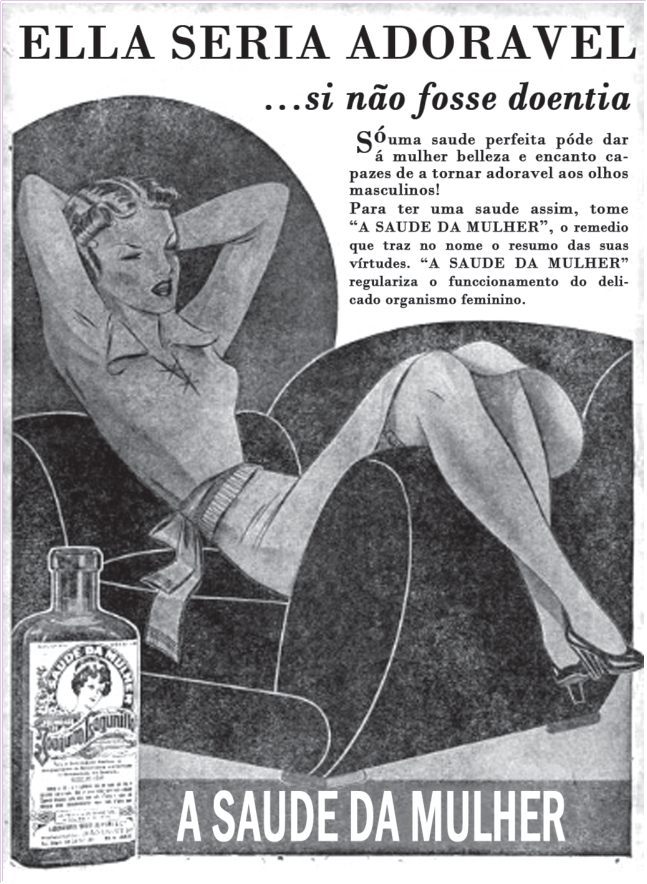 ELLA SERIA ADORAVEL
...si não fosse doentia
Só uma saude perfeita póde dar
á mulher belleza e encanto ca-
pazes de a tornar adoravel aos olhos
masculinos!
Para ter uma saude assim, tome
“A SAUDE DA MULHER”, o remedio
que traz no nome o resumo das suas
vírtudes. “A SAUDE DA MULHER”
regulariza o funccionamento do deli-
cado organismo feminino.
SAUDE DA MULHER
A SAUDE DA MULHER